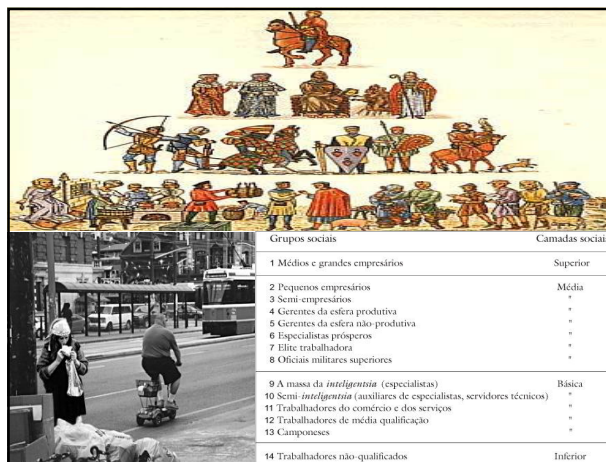 Grupos sociais Camadas sociais
1 Médios e grandes empresários Superior
2 Pequenos empresários Média
3 Semi-empresários "
4 Gerentes da esfera produtiva "
5 Gerentes da esfera não-produtiva "
6 Especialistas prósperos "
7 Elite trabalhadora "
8 Oficiais militares superiores "
9 A massa da inteligentsia (especialistas) Básica
10 Semi-inteligentsia (auxiliares de especialistas, servidores técnicos) "
11 Trabalhadores do comércio e dos serviços "
12 Trabalhadores de média qualificação "
13 Camponeses "
14 Trabalhadores não-qualificados Inferior